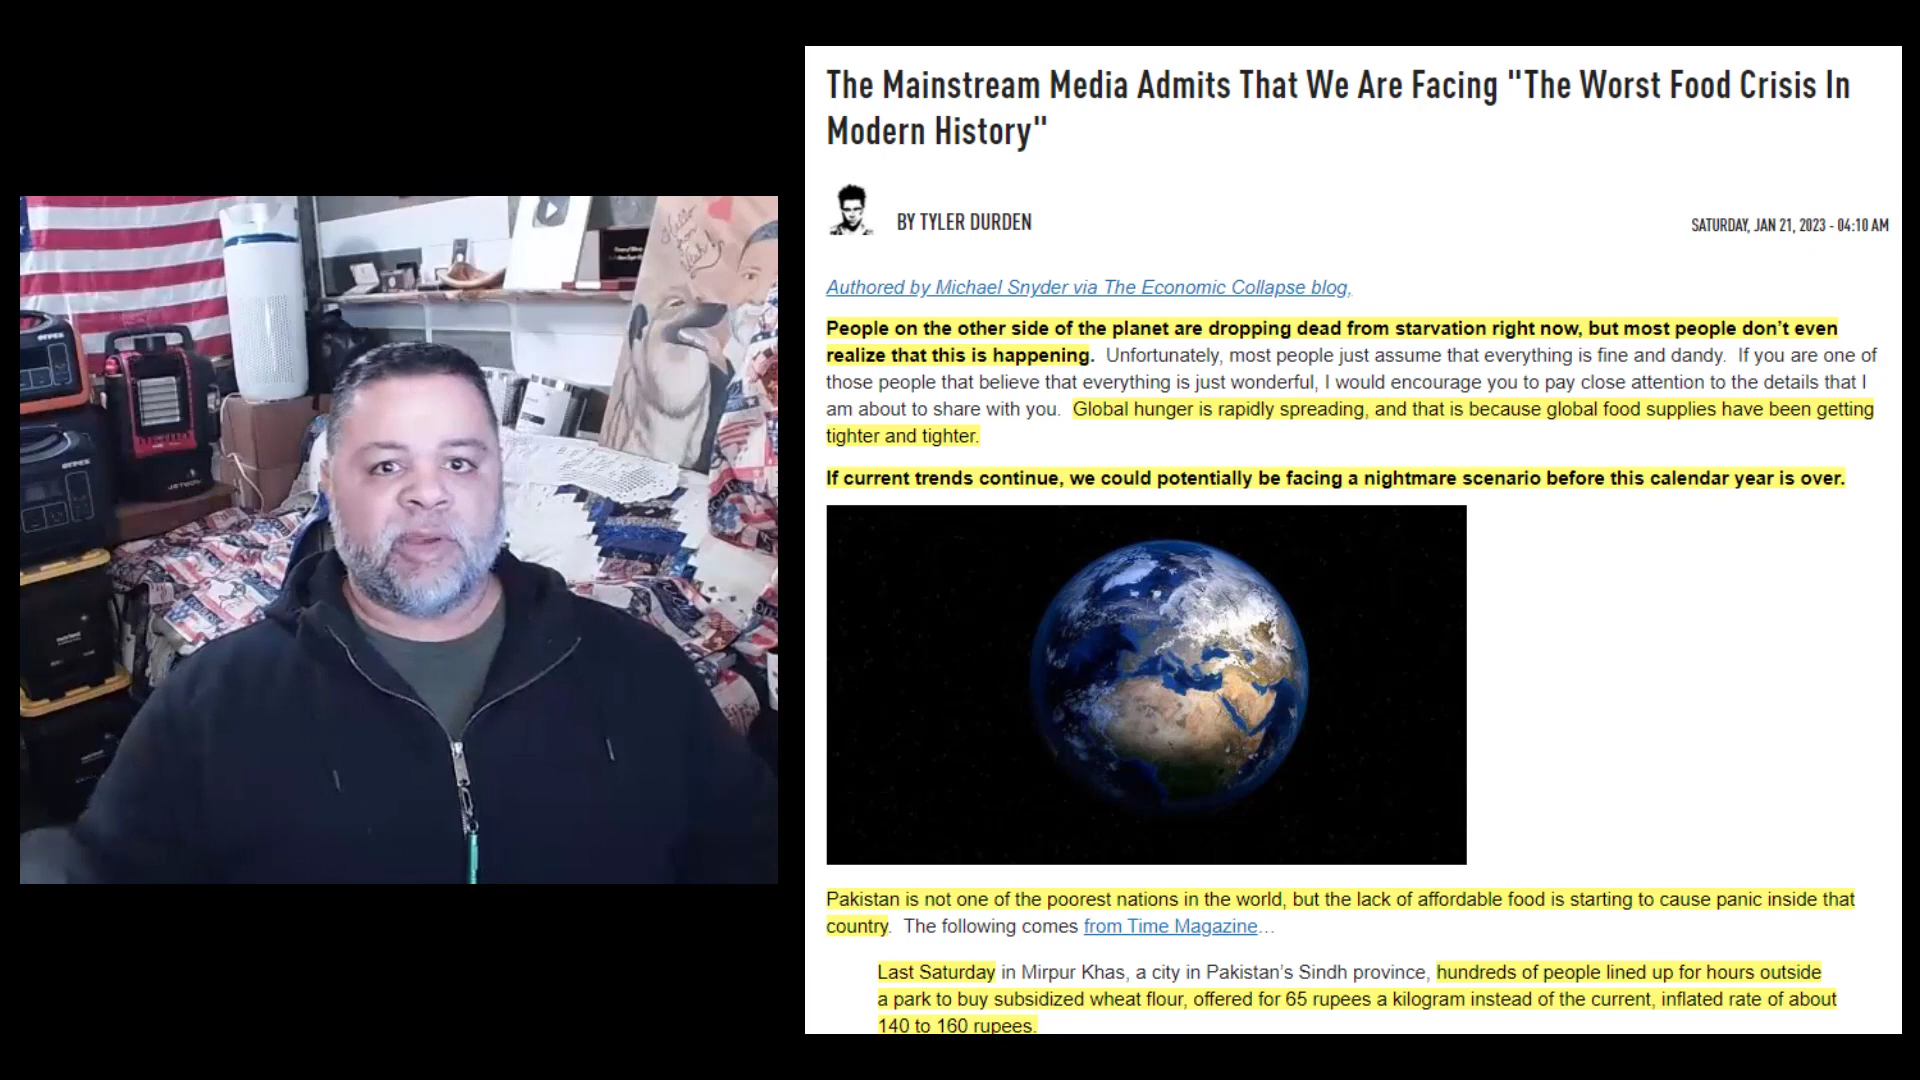 The Mainstream Media Admits That We Are Facing "The Worst Food Crisis In
Modern History"
BY TYLER DURDEN
SATURDAY, JAN 21, 2023 - 04:10 AM
Authored by Michael Snyder via The Economic Collapse blog,
People on the other side of the planet are dropping dead from starvation right now, but most people don’t even
realize that this is happening.  Unfortunately, most people just assume that everything is fine and dandy.  If you are one of
those people that believe that everything is just wonderful, I would encourage you to pay close attention to the details that I
am about to share with you.  Global hunger is rapidly spreading, and that is because global food supplies have been getting
tighter and tighter.
If current trends continue, we could potentially be facing a nightmare scenario before this calendar year is over.
Pakistan is not one of the poorest nations in the world, but the lack of affordable food is starting to cause panic inside that
country.  The following comes from Time Magazine…
Last Saturday in Mirpur Khas, a city in Pakistan’s Sindh province, hundreds of people lined up for hours outside
a park to buy subsidized wheat flour, offered for 65 rupees a kilogram instead of the current, inflated rate of about
140 to 160 rupees.